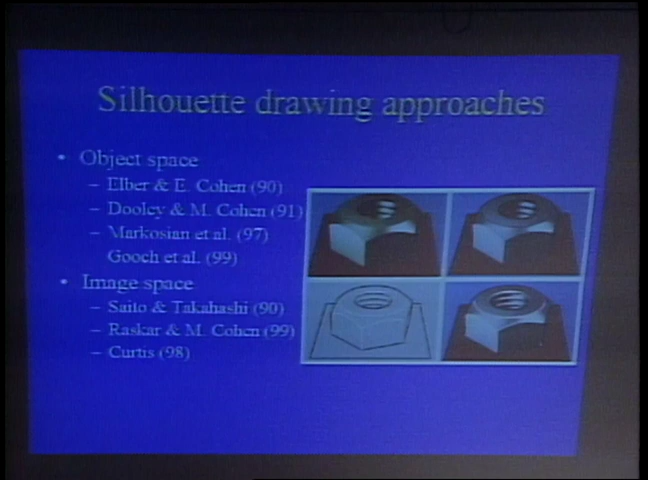 Silhouette drawing approaches
• Object space
– Elber & E. Cohen (90)
– Dooley & M. Cohen (91)
– Markosian et al. (97)
Gooch et al. (99)
• Image space
– Saito & Takahashi (90)
– Raskar & M. Cohen (99)
– Curtis (98)